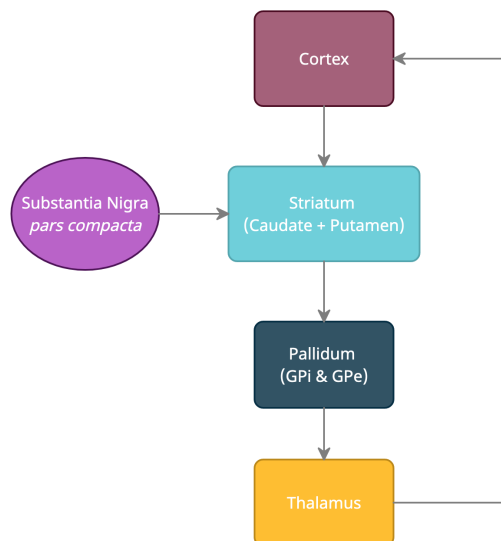 Cortex
Substantia Nigra
pars compacta
Striatum
(Caudate + Putamen)
Pallidum
(GPi & GPe)
Thalamus